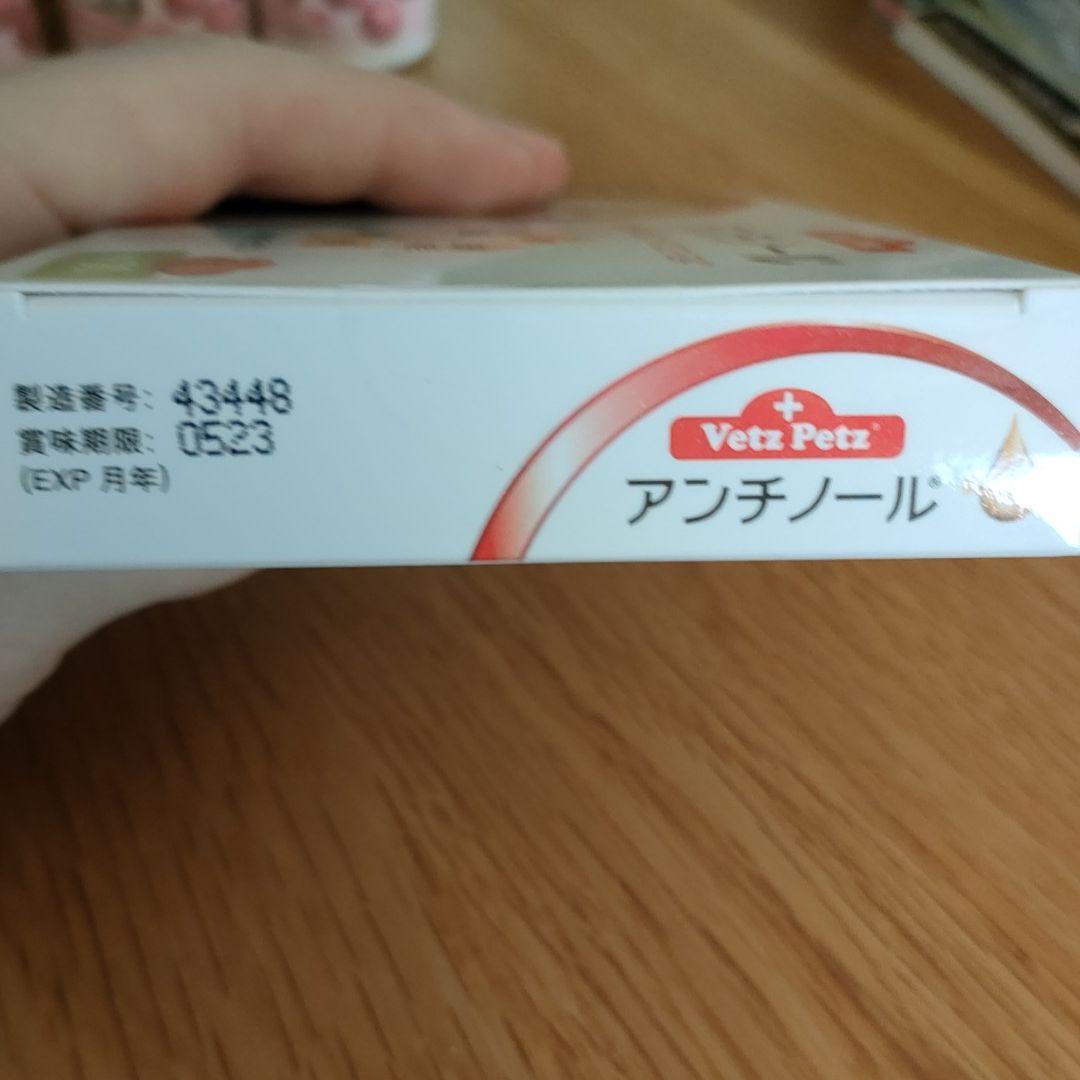 製造番号: 43448
賞味期限: 0523
(EXP 月年)
Vetz Petz®
アンチノール®